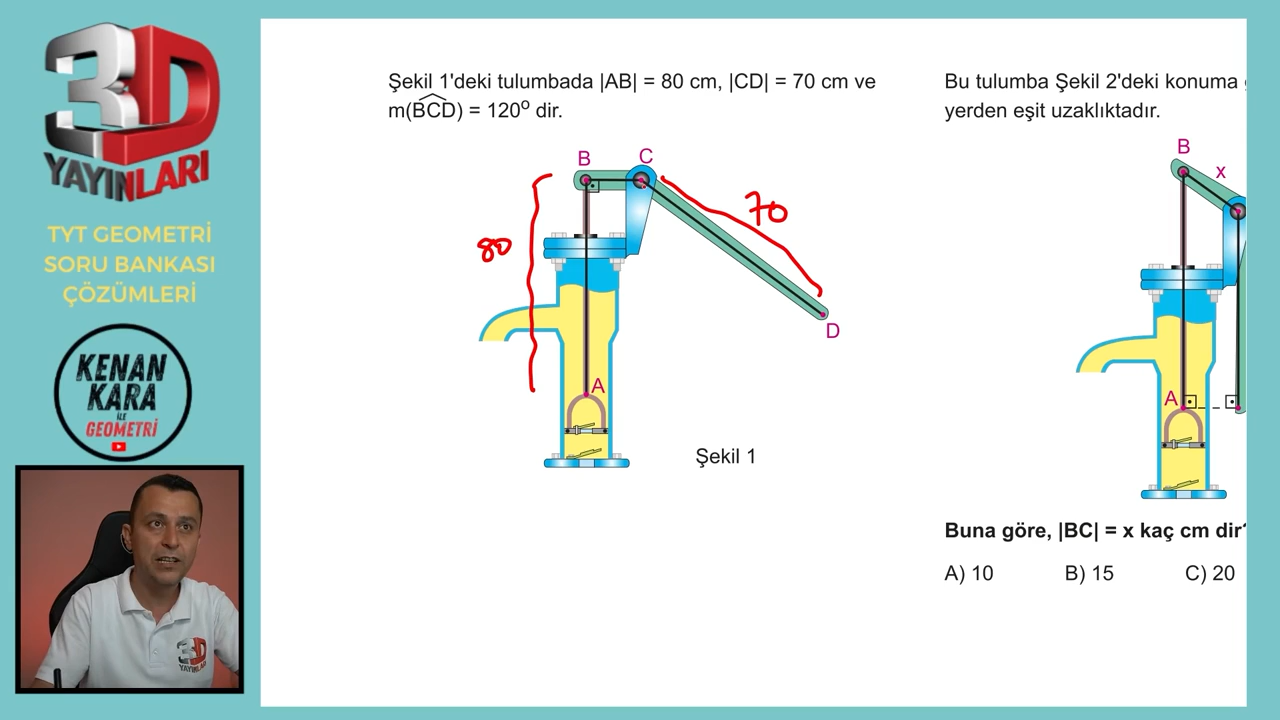 3D
YAYINLARI
TYT GEOMETRİ
SORU BANKASI
ÇÖZÜMLERİ
KENAN
KARA
İLE
GEOMETRİ
3D
YAYINLARI
Şekil 1'deki tulumbada |AB| = 80 cm, |CD| = 70 cm ve
m(BCD) = 120° dir.
B
C
70
80
D
A
Şekil 1
Bu tulumba Şekil 2'deki konuma
yerden eşit uzaklıktadır.
B
x
A
Buna göre, |BC| = x kaç cm dir?
A) 10
B) 15
C) 20